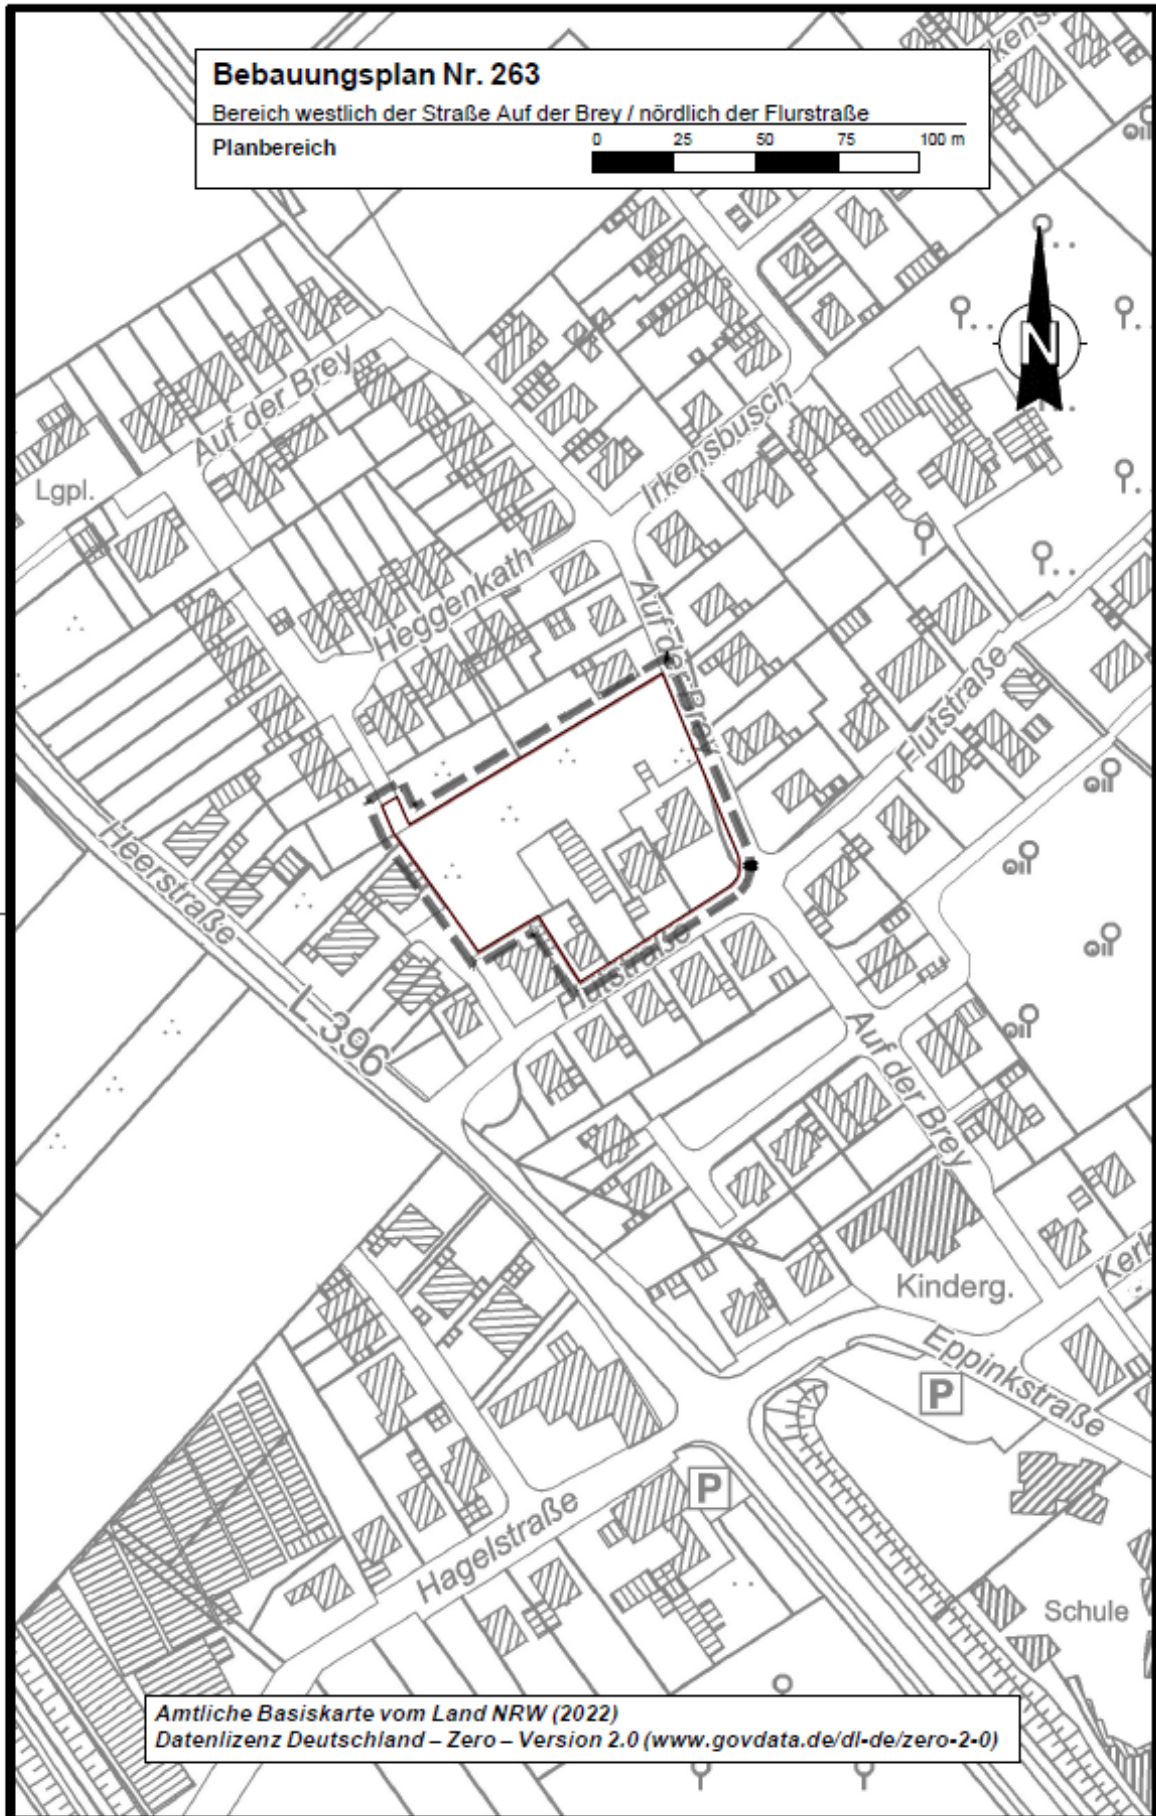 Bebauungsplan Nr. 263
Bereich westlich der Straße Auf der Brey / nördlich der Flurstraße
Planbereich
0 25 50 75 100 m
N
Auf der Brey
Lgpl.
Irkensbusch
Heggenkath
Auf der Brey
Flutstraße
Heerstraße
L 396
Auf der Brey
Kinderg.
Eppinkstraße
P
P
Hagelstraße
Schule
Amtliche Basiskarte vom Land NRW (2022)
Datenlizenz Deutschland – Zero – Version 2.0 (www.govdata.de/dl-de/zero-2-0)